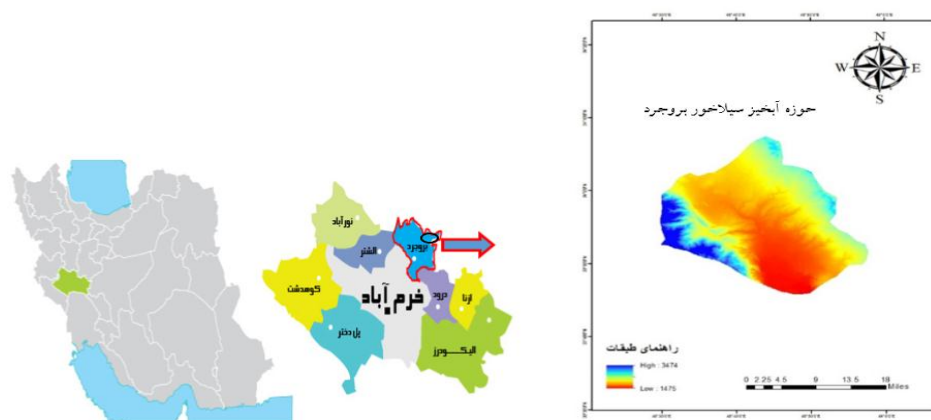 نورآباد
الشتر
بروجرد
کوهدشت
خرم آباد
درود
ازنا
پل دختر
الیگودرز
N
W
E
S
حوزه آبخیز سیلاخور بروجرد
راهنمای طبقات
High : 3474
Low : 1475
0 2.25 4.5 9 13.5 18
Miles